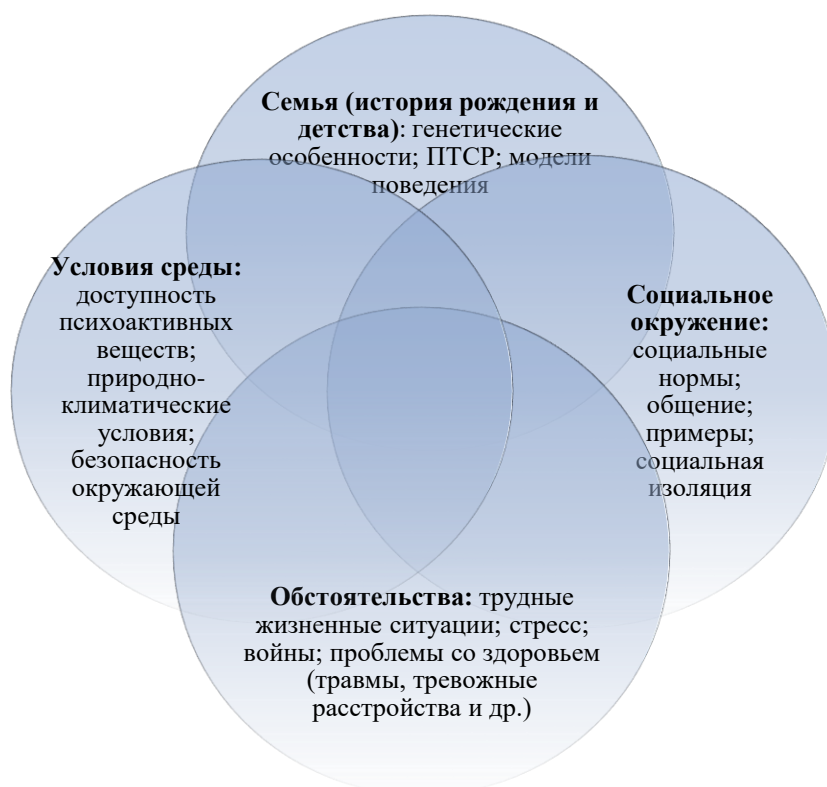 Семья (история рождения и
детства): генетические
особенности; ПТСР; модели
поведения
Условия среды:
доступность
психоактивных
веществ;
природно-
климатические
условия;
безопасность
окружающей
среды
Социальное
окружение:
социальные
нормы;
общение;
примеры;
социальная
изоляция
Обстоятельства: трудные
жизненные ситуации; стресс;
войны; проблемы со здоровьем
(травмы, тревожные
расстройства и др.)